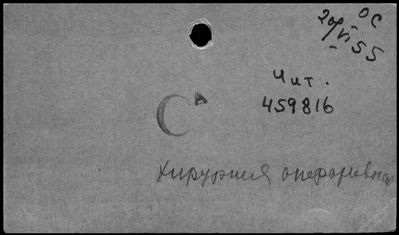 ОС
20/VI 55
Чит.
459816
С
Хирургия оперативная